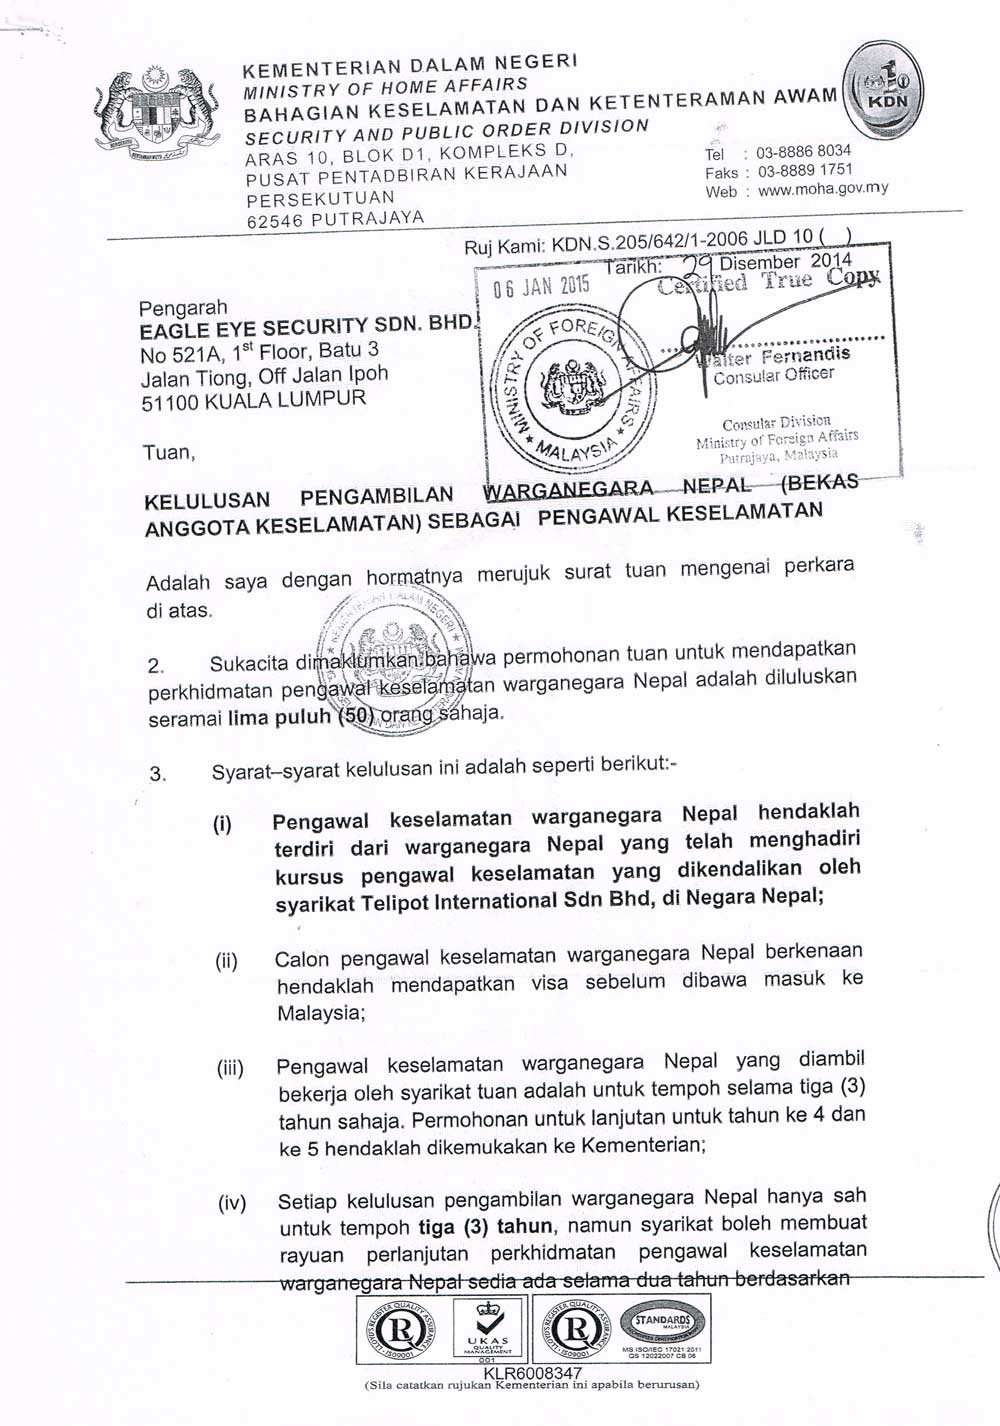 KEMENTERIAN DALAM NEGERI
MINISTRY OF HOME AFFAIRS
BAHAGIAN KESELAMATAN DAN KETENTERAMAN AWAM
SECURITY AND PUBLIC ORDER DIVISION
ARAS 10, BLOK D1, KOMPLEKS D,
PUSAT PENTADBIRAN KERAJAAN
PERSEKUTUAN
62546 PUTRAJAYA
Tel : 03-8886 8034
Faks : 03-8889 1751
Web : www.moha.gov.my
KDN
Ruj Kami: KDN.S.205/642/1-2006 JLD 10 ( )
Tarikh: 29 Disember 2014
06 JAN 2015
Certified True Copy
MINISTRY OF FOREIGN AFFAIRS
MALAYSIA
Walter Fernandis
Consular Officer
Consular Division
Ministry of Foreign Affairs
Putrajaya, Malaysia
Pengarah
EAGLE EYE SECURITY SDN. BHD.
No 521A, 1st Floor, Batu 3
Jalan Tiong, Off Jalan Ipoh
51100 KUALA LUMPUR
Tuan,
KELULUSAN PENGAMBILAN WARGANEGARA NEPAL (BEKAS
ANGGOTA KESELAMATAN) SEBAGAI PENGAWAL KESELAMATAN
Adalah saya dengan hormatnya merujuk surat tuan mengenai perkara
di atas.
2. Sukacita dimaklumkan bahawa permohonan tuan untuk mendapatkan
perkhidmatan pengawal keselamatan warganegara Nepal adalah diluluskan
seramai lima puluh (50) orang sahaja.
3. Syarat–syarat kelulusan ini adalah seperti berikut:-
(i) Pengawal keselamatan warganegara Nepal hendaklah
terdiri dari warganegara Nepal yang telah menghadiri
kursus pengawal keselamatan yang dikendalikan oleh
syarikat Telipot International Sdn Bhd, di Negara Nepal;
(ii) Calon pengawal keselamatan warganegara Nepal berkenaan
hendaklah mendapatkan visa sebelum dibawa masuk ke
Malaysia;
(iii) Pengawal keselamatan warganegara Nepal yang diambil
bekerja oleh syarikat tuan adalah untuk tempoh selama tiga (3)
tahun sahaja. Permohonan untuk lanjutan untuk tahun ke 4 dan
ke 5 hendaklah dikemukakan ke Kementerian;
(iv) Setiap kelulusan pengambilan warganegara Nepal hanya sah
untuk tempoh tiga (3) tahun, namun syarikat boleh membuat
rayuan perlanjutan perkhidmatan pengawal keselamatan
warganegara Nepal sedia ada selama dua tahun berdasarkan
LLOYD'S REGISTER QUALITY ASSURANCE
ISO9001
UKAS
QUALITY
MANAGEMENT
001
LLOYD'S REGISTER QUALITY ASSURANCE
ISO9001
STANDARDS
MALAYSIA
MS ISO/IEC 17021:2011
QS 12022007 CB 06
KLR6008347
(Sila catatkan rujukan Kementerian ini apabila berurusan)